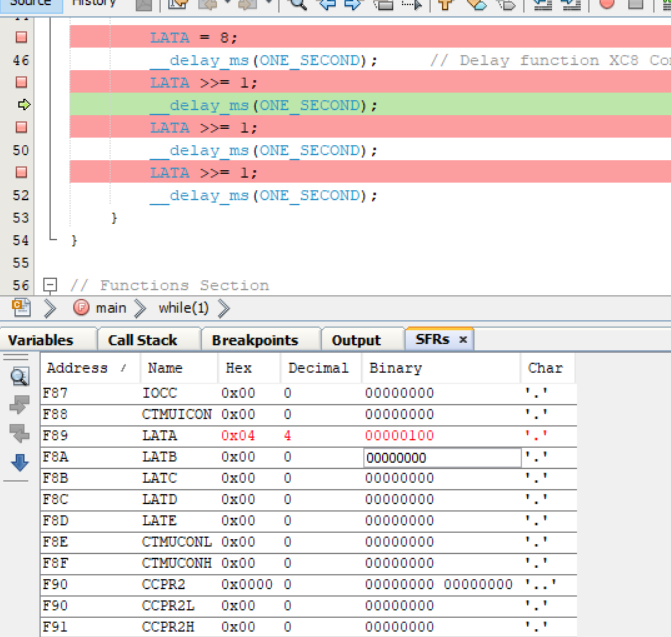 Source History
LATA = 8;
46 __delay_ms(ONE_SECOND); // Delay function XC8 Co
LATA >>= 1;
__delay_ms(ONE_SECOND);
LATA >>= 1;
50 __delay_ms(ONE_SECOND);
LATA >>= 1;
52 __delay_ms(ONE_SECOND);
53 }
54 }
55
56 // Functions Section
main while(1)
Variables Call Stack Breakpoints Output SFRs ×
Address / Name Hex Decimal Binary Char
F87 IOCC 0x00 0 00000000 '.'
F88 CTMUICON 0x00 0 00000000 '.'
F89 LATA 0x04 4 00000100 '.'
F8A LATB 0x00 0 00000000 '.'
F8B LATC 0x00 0 00000000 '.'
F8C LATD 0x00 0 00000000 '.'
F8D LATE 0x00 0 00000000 '.'
F8E CTMUCONL 0x00 0 00000000 '.'
F8F CTMUCONH 0x00 0 00000000 '.'
F90 CCPR2 0x0000 0 00000000 00000000 '..'
F90 CCPR2L 0x00 0 00000000 '.'
F91 CCPR2H 0x00 0 00000000 '.'